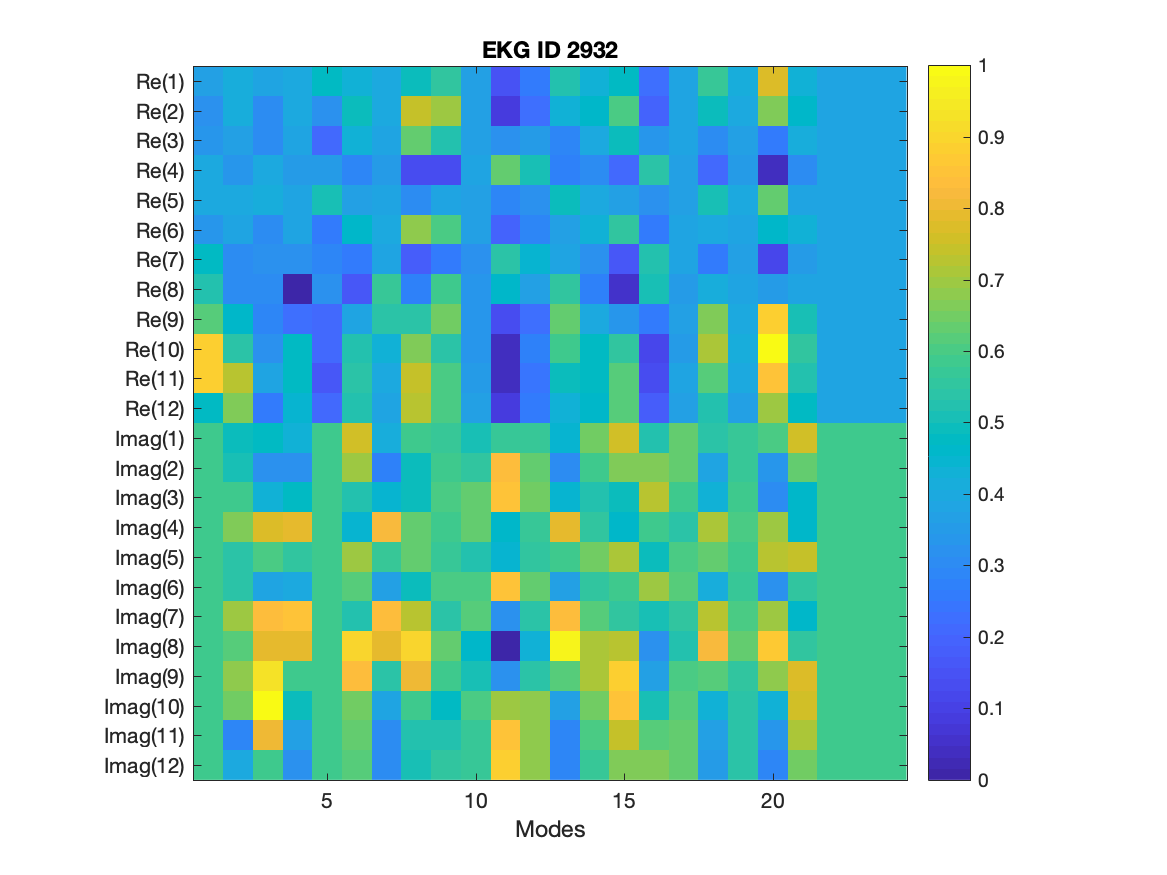 EKG ID 2932
Re(1)
Re(2)
Re(3)
Re(4)
Re(5)
Re(6)
Re(7)
Re(8)
Re(9)
Re(10)
Re(11)
Re(12)
Imag(1)
Imag(2)
Imag(3)
Imag(4)
Imag(5)
Imag(6)
Imag(7)
Imag(8)
Imag(9)
Imag(10)
Imag(11)
Imag(12)
5 10 15 20
Modes
1
0.9
0.8
0.7
0.6
0.5
0.4
0.3
0.2
0.1
0